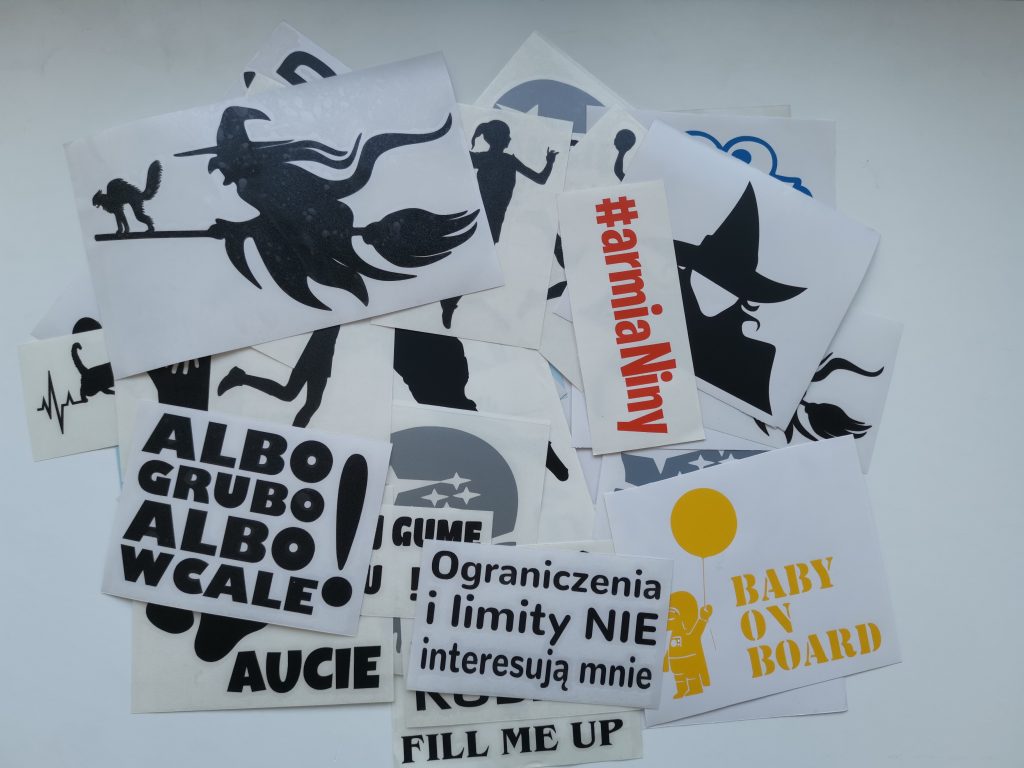 #armiaNiny
ALBO
GRUBO
ALBO
WCALE!
GUME
!
Ograniczenia
i limity NIE
interesują mnie
BABY
ON
BOARD
AUCIE
FILL ME UP